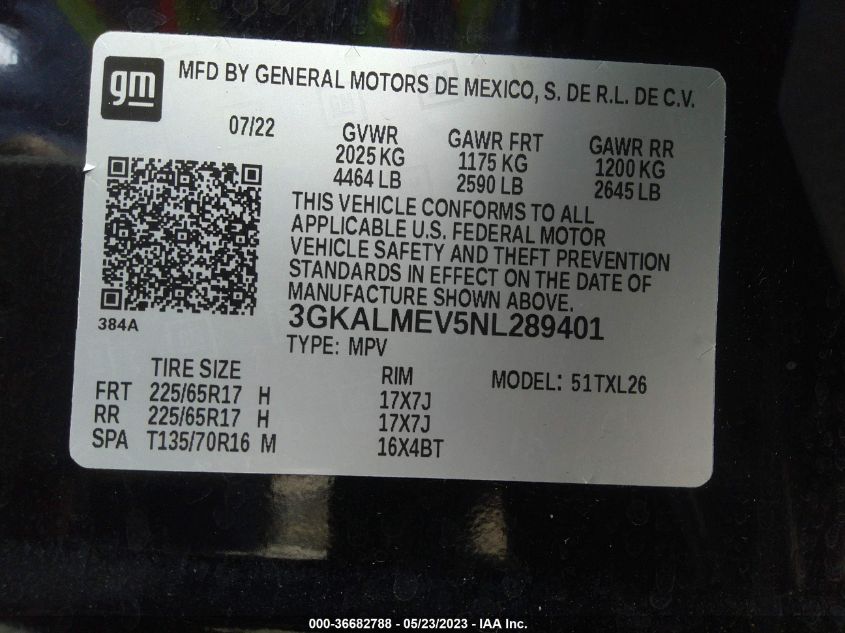 gm
MFD BY GENERAL MOTORS DE MEXICO, S. DE R.L. DE C.V.
07/22 GVWR GAWR FRT GAWR RR
2025 KG 1175 KG 1200 KG
4464 LB 2590 LB 2645 LB
THIS VEHICLE CONFORMS TO ALL
APPLICABLE U.S. FEDERAL MOTOR
VEHICLE SAFETY AND THEFT PREVENTION
STANDARDS IN EFFECT ON THE DATE OF
MANUFACTURE SHOWN ABOVE.
384A
3GKALMEV5NL289401
TYPE: MPV
TIRE SIZE RIM MODEL: 51TXL26
FRT 225/65R17 H 17X7J
RR 225/65R17 H 17X7J
SPA T135/70R16 M 16X4BT
000-36682788 - 05/23/2023 - IAA Inc.